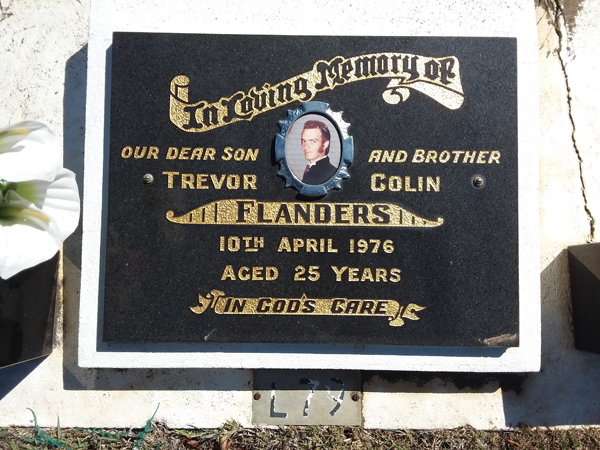 In Loving Memory of
OUR DEAR SON AND BROTHER
TREVOR COLIN
FLANDERS
10TH APRIL 1976
AGED 25 YEARS
IN GOD'S CARE
L 79